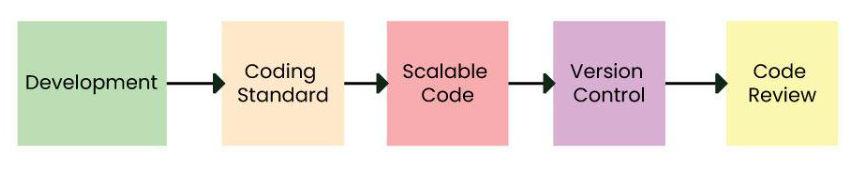 Development
Coding
Standard
Scalable
Code
Version
Control
Code
Review